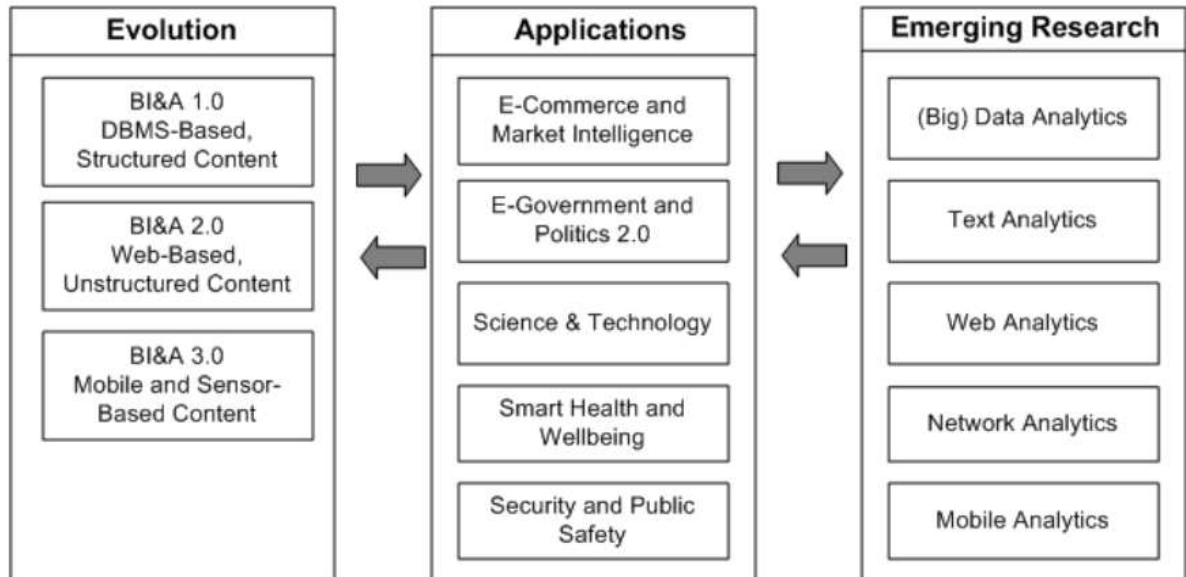 Evolution
BI&A 1.0
DBMS-Based,
Structured Content
BI&A 2.0
Web-Based,
Unstructured Content
BI&A 3.0
Mobile and Sensor-
Based Content
Applications
E-Commerce and
Market Intelligence
E-Government and
Politics 2.0
Science & Technology
Smart Health and
Wellbeing
Security and Public
Safety
Emerging Research
(Big) Data Analytics
Text Analytics
Web Analytics
Network Analytics
Mobile Analytics